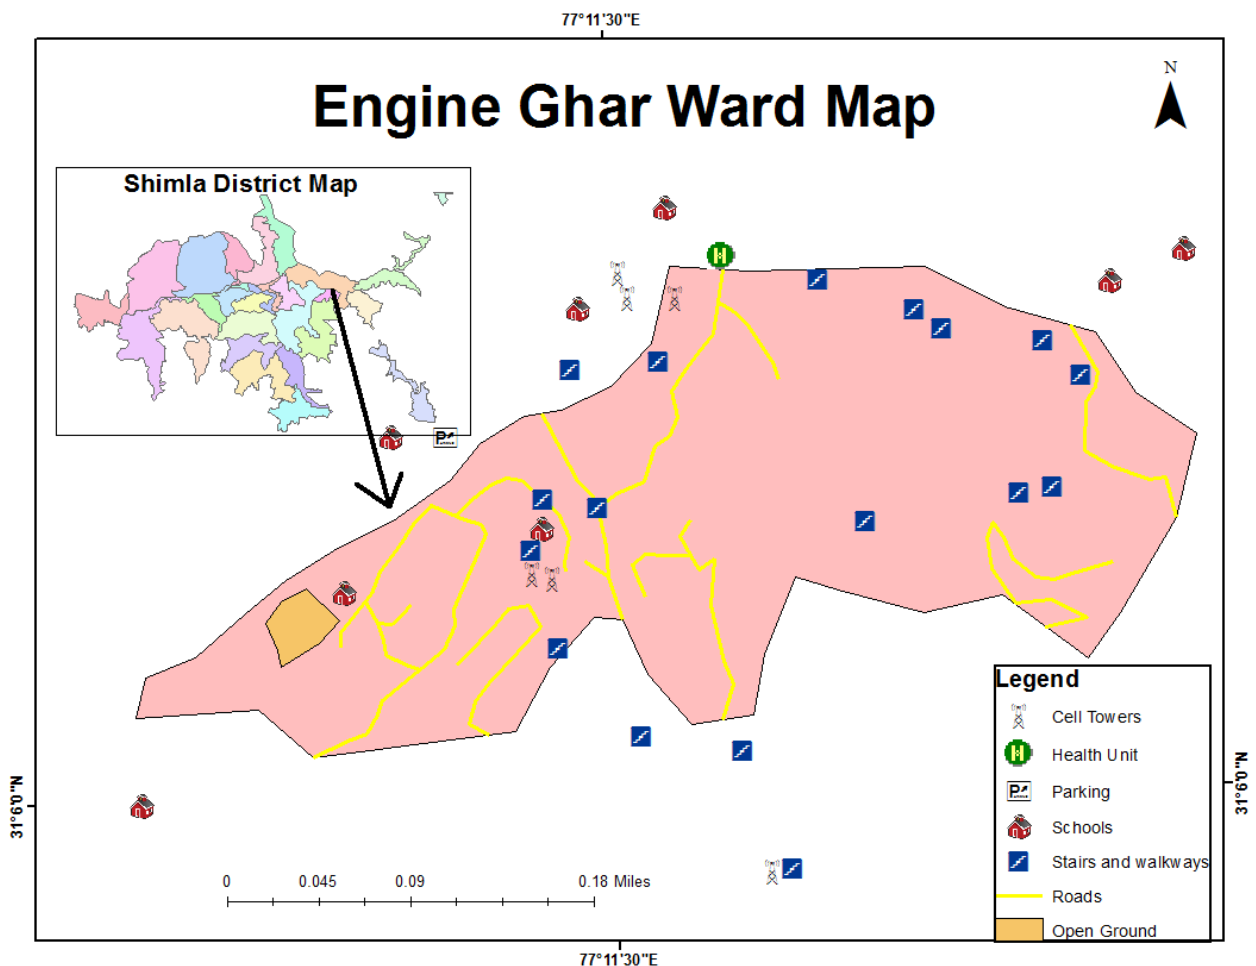 77°11'30"E
N
Engine Ghar Ward Map
Shimla District Map
31°6'0"N
31°6'0"N
0 0.045 0.09 0.18 Miles
Legend
Cell Towers
Health Unit
Parking
Schools
Stairs and walkways
Roads
Open Ground
77°11'30"E